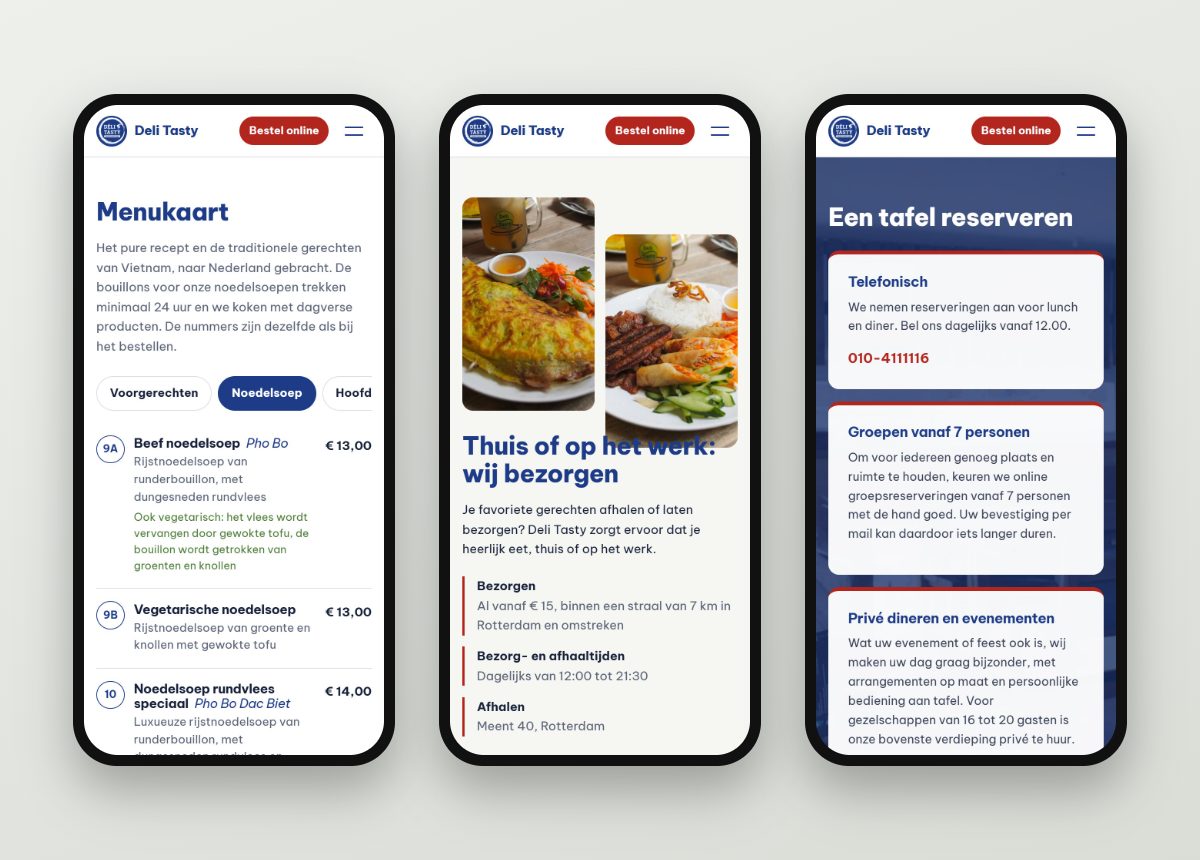 DELI TASTY
Deli Tasty
Bestel online
Menukaart
Het pure recept en de traditionele gerechten
van Vietnam, naar Nederland gebracht. De
bouillons voor onze noedelsoepen trekken
minimaal 24 uur en we koken met dagverse
producten. De nummers zijn dezelfde als bij
het bestellen.
Voorgerechten
Noedelsoep
Hoofd
9A
Beef noedelsoep Pho Bo
€ 13,00
Rijstnoedelsoep van
runderbouillon, met
dungesneden rundvlees
Ook vegetarisch: het vlees wordt
vervangen door gewokte tofu, de
bouillon wordt getrokken van
groenten en knollen
9B
Vegetarische noedelsoep
€ 13,00
Rijstnoedelsoep van groente en
knollen met gewokte tofu
10
Noedelsoep rundvlees
speciaal Pho Bo Dac Biet
€ 14,00
Luxueuze rijstnoedelsoep van
runderbouillon, met
dungesneden rundvlees en
DELI TASTY
Deli Tasty
Bestel online
Thuis of op het werk:
wij bezorgen
Je favoriete gerechten afhalen of laten
bezorgen? Deli Tasty zorgt ervoor dat je
heerlijk eet, thuis of op het werk.
Bezorgen
Al vanaf € 15, binnen een straal van 7 km in
Rotterdam en omstreken
Bezorg- en afhaaltijden
Dagelijks van 12:00 tot 21:30
Afhalen
Meent 40, Rotterdam
DELI TASTY
Deli Tasty
Bestel online
Een tafel reserveren
Telefonisch
We nemen reserveringen aan voor lunch
en diner. Bel ons dagelijks vanaf 12.00.
010-4111116
Groepen vanaf 7 personen
Om voor iedereen genoeg plaats en
ruimte te houden, keuren we online
groepsreserveringen vanaf 7 personen
met de hand goed. Uw bevestiging per
mail kan daardoor iets langer duren.
Privé dineren en evenementen
Wat uw evenement of feest ook is, wij
maken uw dag graag bijzonder, met
arrangementen op maat en persoonlijke
bediening aan tafel. Voor
gezelschappen van 16 tot 20 gasten is
onze bovenste verdieping privé te huur.